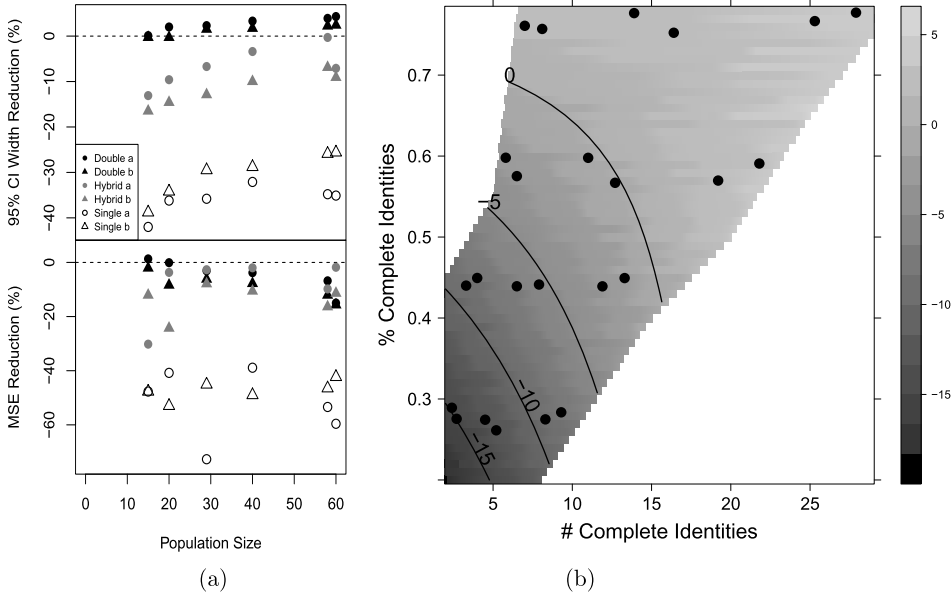 95% CI Width Reduction (%)
0
−10
−20
−30
−40
Double a
Double b
Hybrid a
Hybrid b
Single a
Single b
MSE Reduction (%)
0
−20
−40
−60
0 10 20 30 40 50 60
Population Size
(a)
% Complete Identities
0.7
0.6
0.5
0.4
0.3
0
−5
−10
−15
5 10 15 20 25
# Complete Identities
5
0
−5
−10
−15
(b)